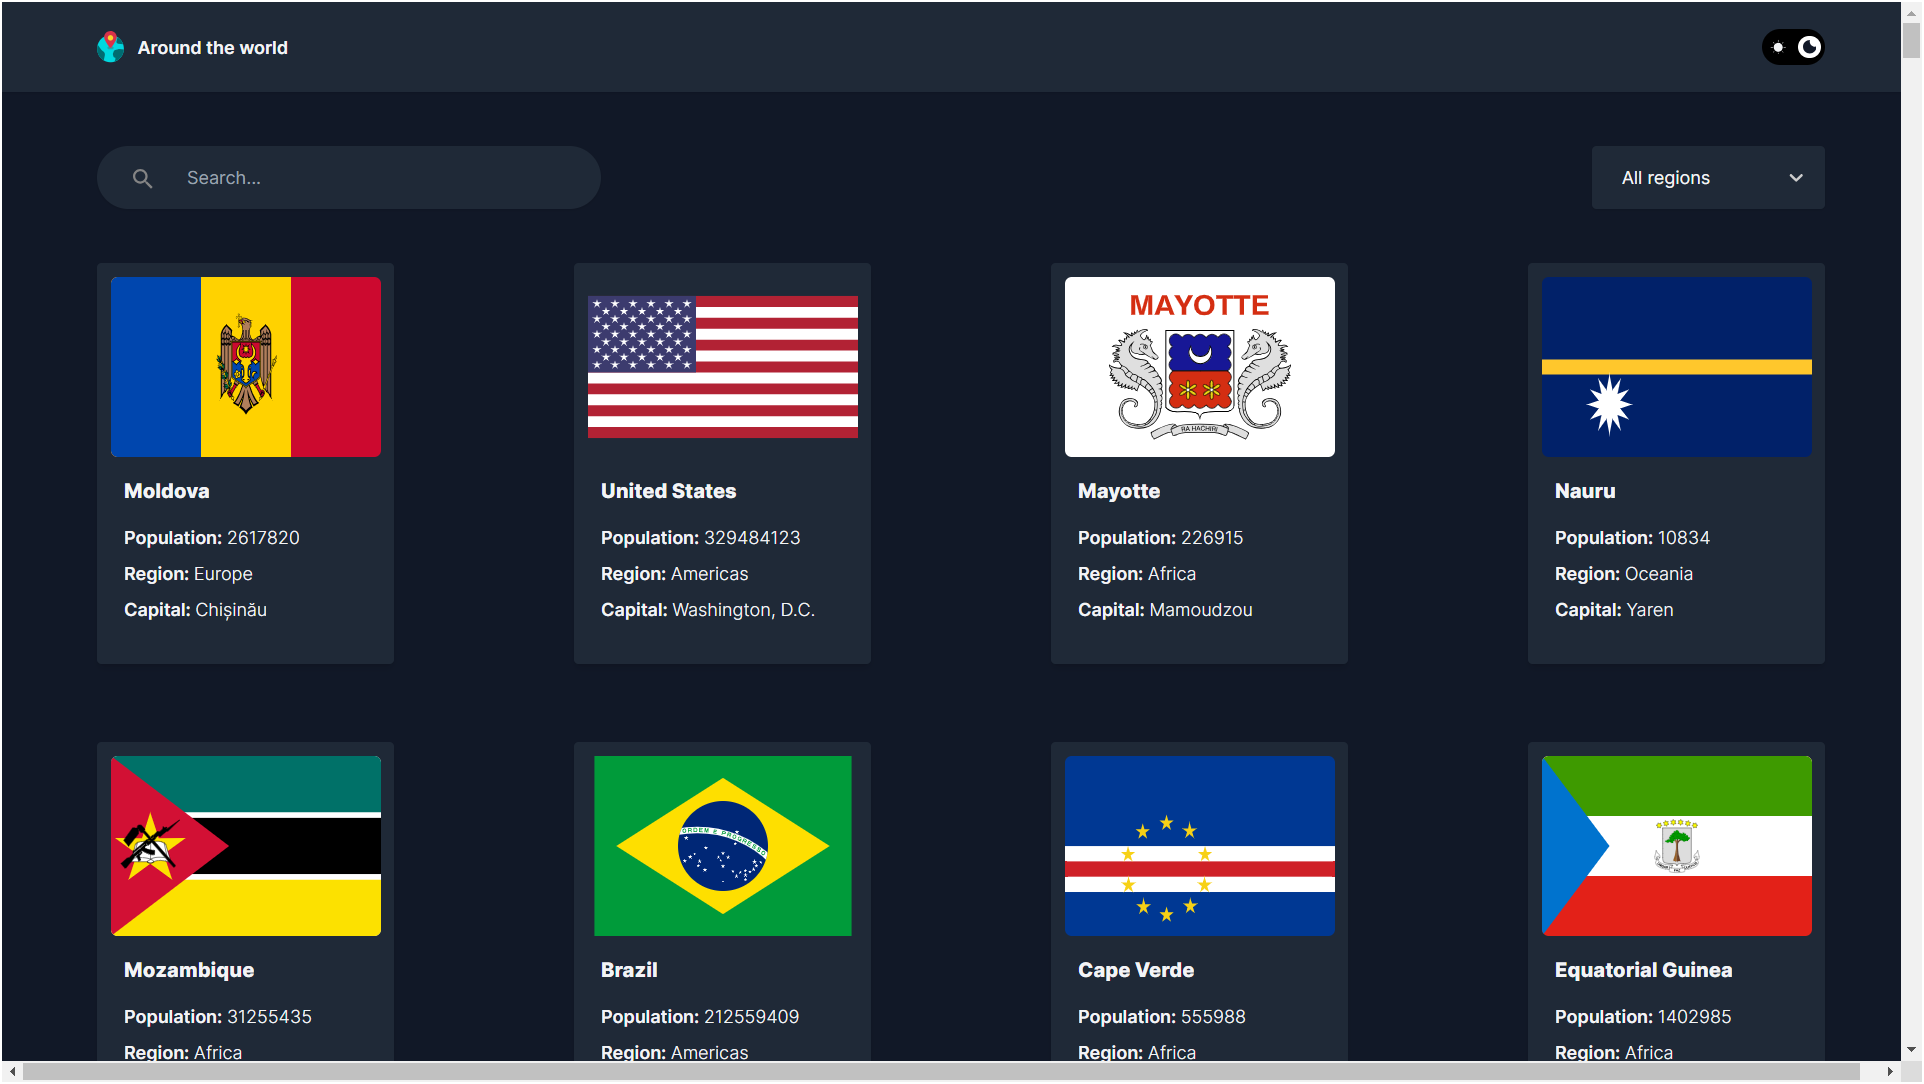 Around the world
Search...
All regions
MAYOTTE
RA HACHIRI
Moldova
Population: 2617820
Region: Europe
Capital: Chișinău
United States
Population: 329484123
Region: Americas
Capital: Washington, D.C.
Mayotte
Population: 226915
Region: Africa
Capital: Mamoudzou
Nauru
Population: 10834
Region: Oceania
Capital: Yaren
ORDEM E PROGRESSO
Mozambique
Population: 31255435
Region: Africa
Brazil
Population: 212559409
Region: Americas
Cape Verde
Population: 555988
Region: Africa
Equatorial Guinea
Population: 1402985
Region: Africa